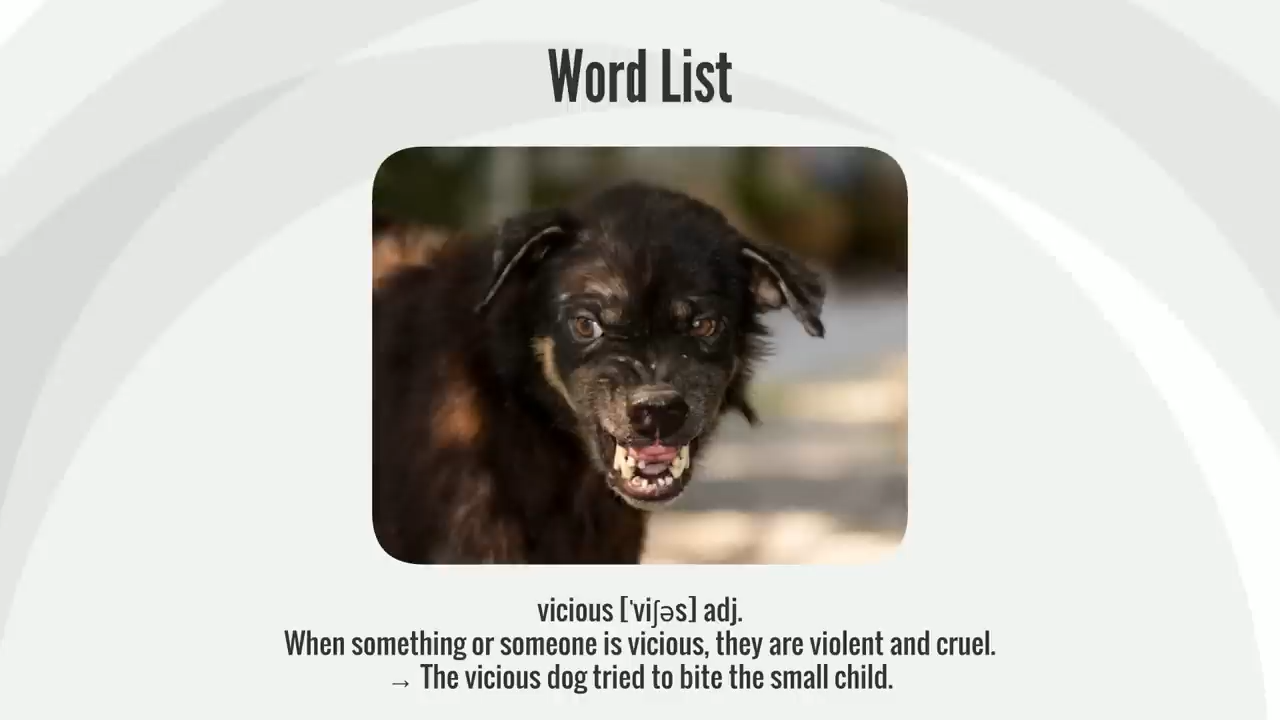 Word List
vicious ['viʃəs] adj.
When something or someone is vicious, they are violent and cruel.
→ The vicious dog tried to bite the small child.